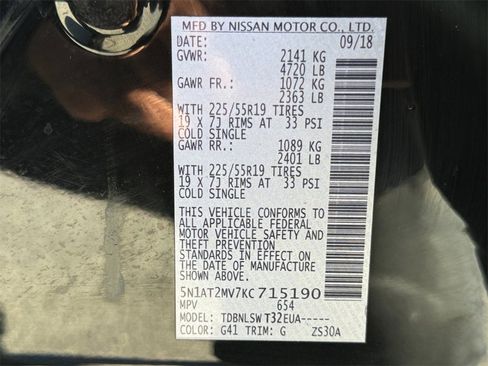 MFD BY NISSAN MOTOR CO., LTD.
DATE: 09/18
GVWR: 2141 KG
4720 LB
GAWR FR.: 1072 KG
2363 LB
WITH 225/55R19 TIRES
19 X 7J RIMS AT 33 PSI
COLD SINGLE
GAWR RR.: 1089 KG
2401 LB
WITH 225/55R19 TIRES
19 X 7J RIMS AT 33 PSI
COLD SINGLE
THIS VEHICLE CONFORMS TO
ALL APPLICABLE FEDERAL
MOTOR VEHICLE SAFETY AND
THEFT PREVENTION
STANDARDS IN EFFECT ON THE
DATE OF MANUFACTURE SHOWN
ABOVE.
5N1AT2MV7KC715190
MPV 654
MODEL: TDBNLSW T32EUA-----
COLOR: G41 TRIM: G ZS30A